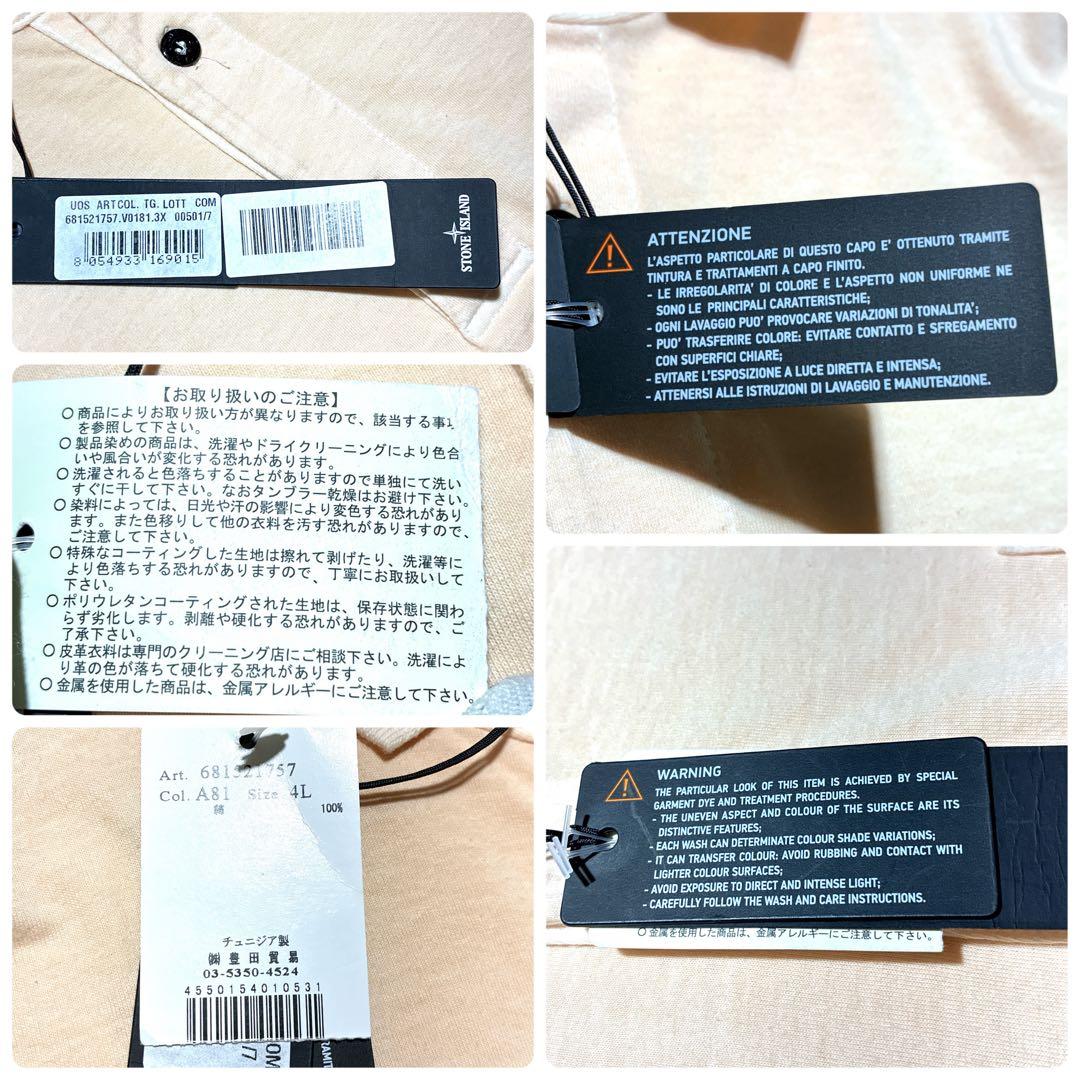 UOS ARTCOL. TG. LOTT COM
681521757.V0181.3X 00501/7
8 054933 169015
STONE ISLAND
ATTENZIONE
L'ASPETTO PARTICOLARE DI QUESTO CAPO E' OTTENUTO TRAMITE
TINTURA E TRATTAMENTI A CAPO FINITO.
- LE IRREGOLARITA' DI COLORE E L'ASPETTO NON UNIFORME NE
SONO LE PRINCIPALI CARATTERISTICHE;
- OGNI LAVAGGIO PUO' PROVOCARE VARIAZIONI DI TONALITA';
- PUO' TRASFERIRE COLORE: EVITARE CONTATTO E SFREGAMENTO
CON SUPERFICI CHIARE;
- EVITARE L'ESPOSIZIONE A LUCE DIRETTA E INTENSA;
- ATTENERSI ALLE ISTRUZIONI DI LAVAGGIO E MANUTENZIONE.
【お取り扱いのご注意】
○商品によりお取り扱い方が異なりますので、該当する事項
を参照して下さい。
○製品染めの商品は、洗濯やドライクリーニングにより色合
いや風合いが変化する恐れがあります。
○洗濯されると色落ちすることがありますので単独にて洗い
すぐに干して下さい。なおタンブラー乾燥はお避け下さい。
○染料によっては、日光や汗の影響により変色する恐れがあり
ます。また色移りして他の衣料を汚す恐れがありますので、
ご注意して下さい。
○特殊なコーティングした生地は擦れて剥げたり、洗濯等に
より色落ちする恐れがありますので、丁寧にお取扱いして
下さい。
○ポリウレタンコーティングされた生地は、保存状態に関わ
らず劣化します。剥離や硬化する恐れがありますので、ご
了承下さい。
○皮革衣料は専門のクリーニング店にご相談下さい。洗濯によ
り革の色が落ちて硬化する恐れがあります。
○金属を使用した商品は、金属アレルギーにご注意して下さい。
Art. 681521757
Col. A81 Size 4L
綿 100%
チュニジア製
㈱豊田貿易
03-5350-4524
4550154010531
WARNING
THE PARTICULAR LOOK OF THIS ITEM IS ACHIEVED BY SPECIAL
GARMENT DYE AND TREATMENT PROCEDURES.
- THE UNEVEN ASPECT AND COLOUR OF THE SURFACE ARE ITS
DISTINCTIVE FEATURES;
- EACH WASH CAN DETERMINATE COLOUR SHADE VARIATIONS;
- IT CAN TRANSFER COLOUR: AVOID RUBBING AND CONTACT WITH
LIGHTER COLOUR SURFACES;
- AVOID EXPOSURE TO DIRECT AND INTENSE LIGHT;
- CAREFULLY FOLLOW THE WASH AND CARE INSTRUCTIONS.
○金属を使用した商品は、金属アレルギーにご注意して下さい。